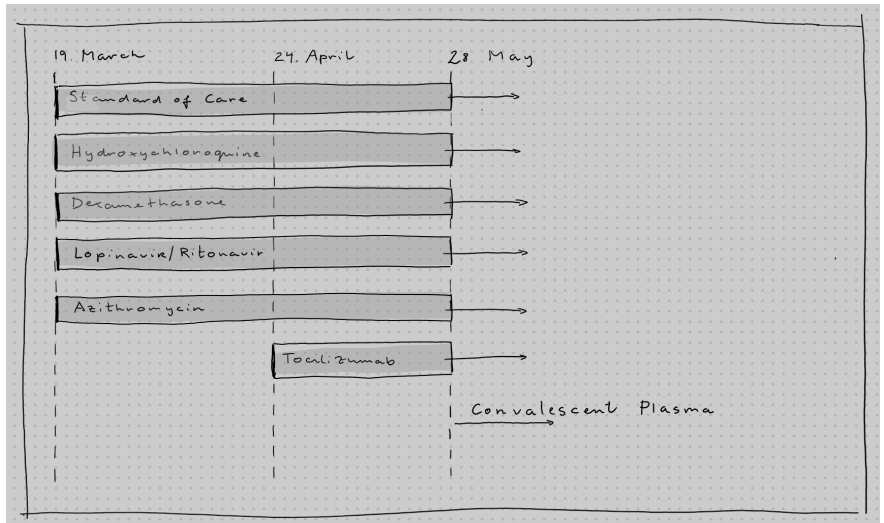 19. March 24. April 28 May
Standard of Care
Hydroxychloroquine
Dexamethasone
Lopinavir/Ritonavir
Azithromycin
Tocilizumab
Convalescent Plasma